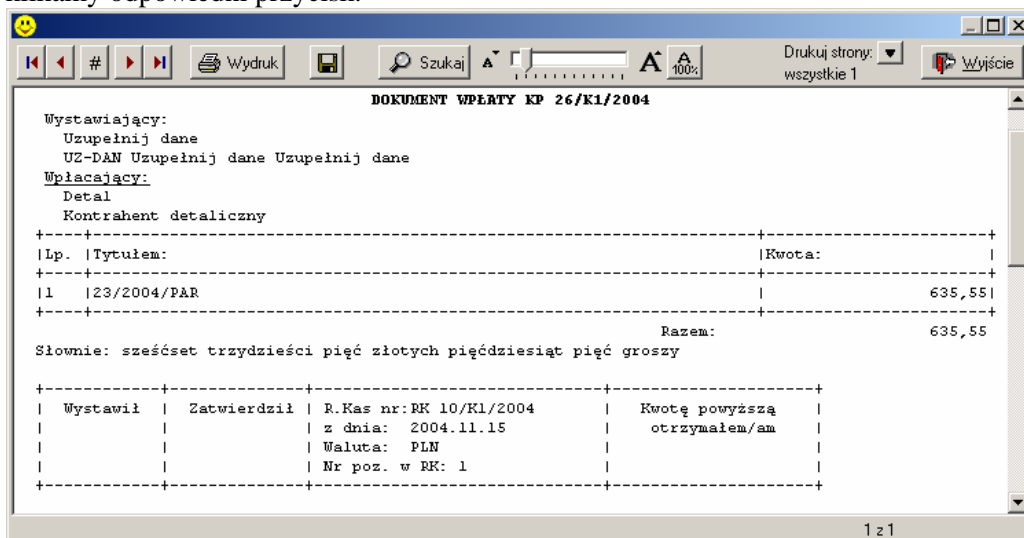 # Wydruk Szukaj A A A 100% Drukuj strony: wszystkie 1 Wyjście
DOKUMENT WPŁATY KP 26/K1/2004
Wystawiający:
Uzupełnij dane
UZ-DAN Uzupełnij dane Uzupełnij dane
Wpłacający:
Detal
Kontrahent detaliczny
|Lp. |Tytułem: |Kwota: |
|1 |23/2004/PAR | 635,55|
Razem: 635,55
Słownie: sześćset trzydzieści pięć złotych pięćdziesiąt pięć groszy
| Wystawił | Zatwierdził | R.Kas nr:RK 10/K1/2004 | Kwotę powyższą |
| | | z dnia: 2004.11.15 | otrzymałem/am |
| | | Waluta: PLN | |
| | | Nr poz. w RK: 1 | |
1 z 1